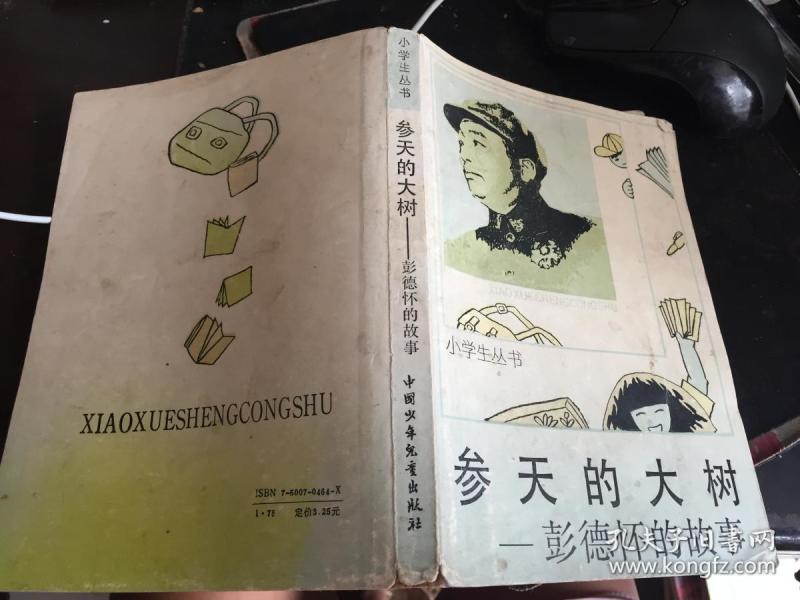 XIAOXUESHENGCONGSHU
ISBN 7-5007-0464-X
1·78 定价3.25元
小学生丛书
参天的大树——彭德怀的故事
中国少年儿童出版社
小学生丛书
参天的大树
—彭德怀的故事
孔夫子旧书网
www.kongfz.com